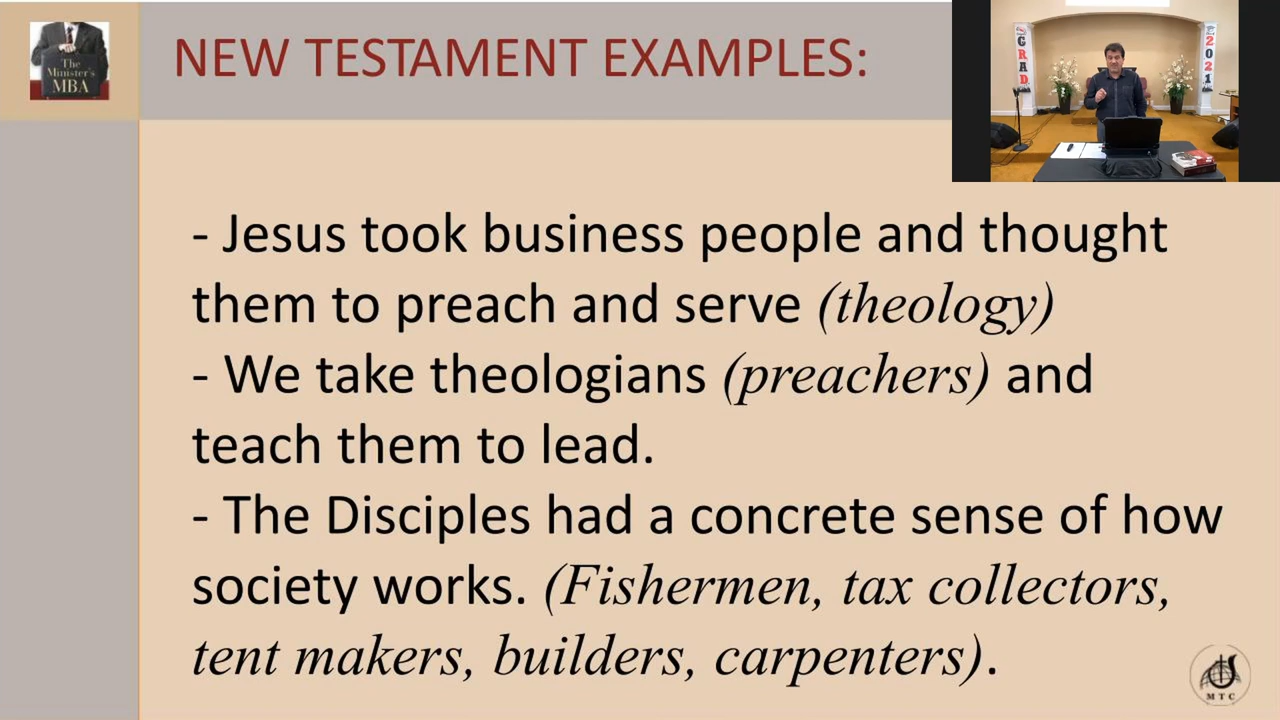 The
Minister's
MBA
NEW TESTAMENT EXAMPLES:
GRAD
2021
- Jesus took business people and thought
them to preach and serve (theology)
- We take theologians (preachers) and
teach them to lead.
- The Disciples had a concrete sense of how
society works. (Fishermen, tax collectors,
tent makers, builders, carpenters).
MTC